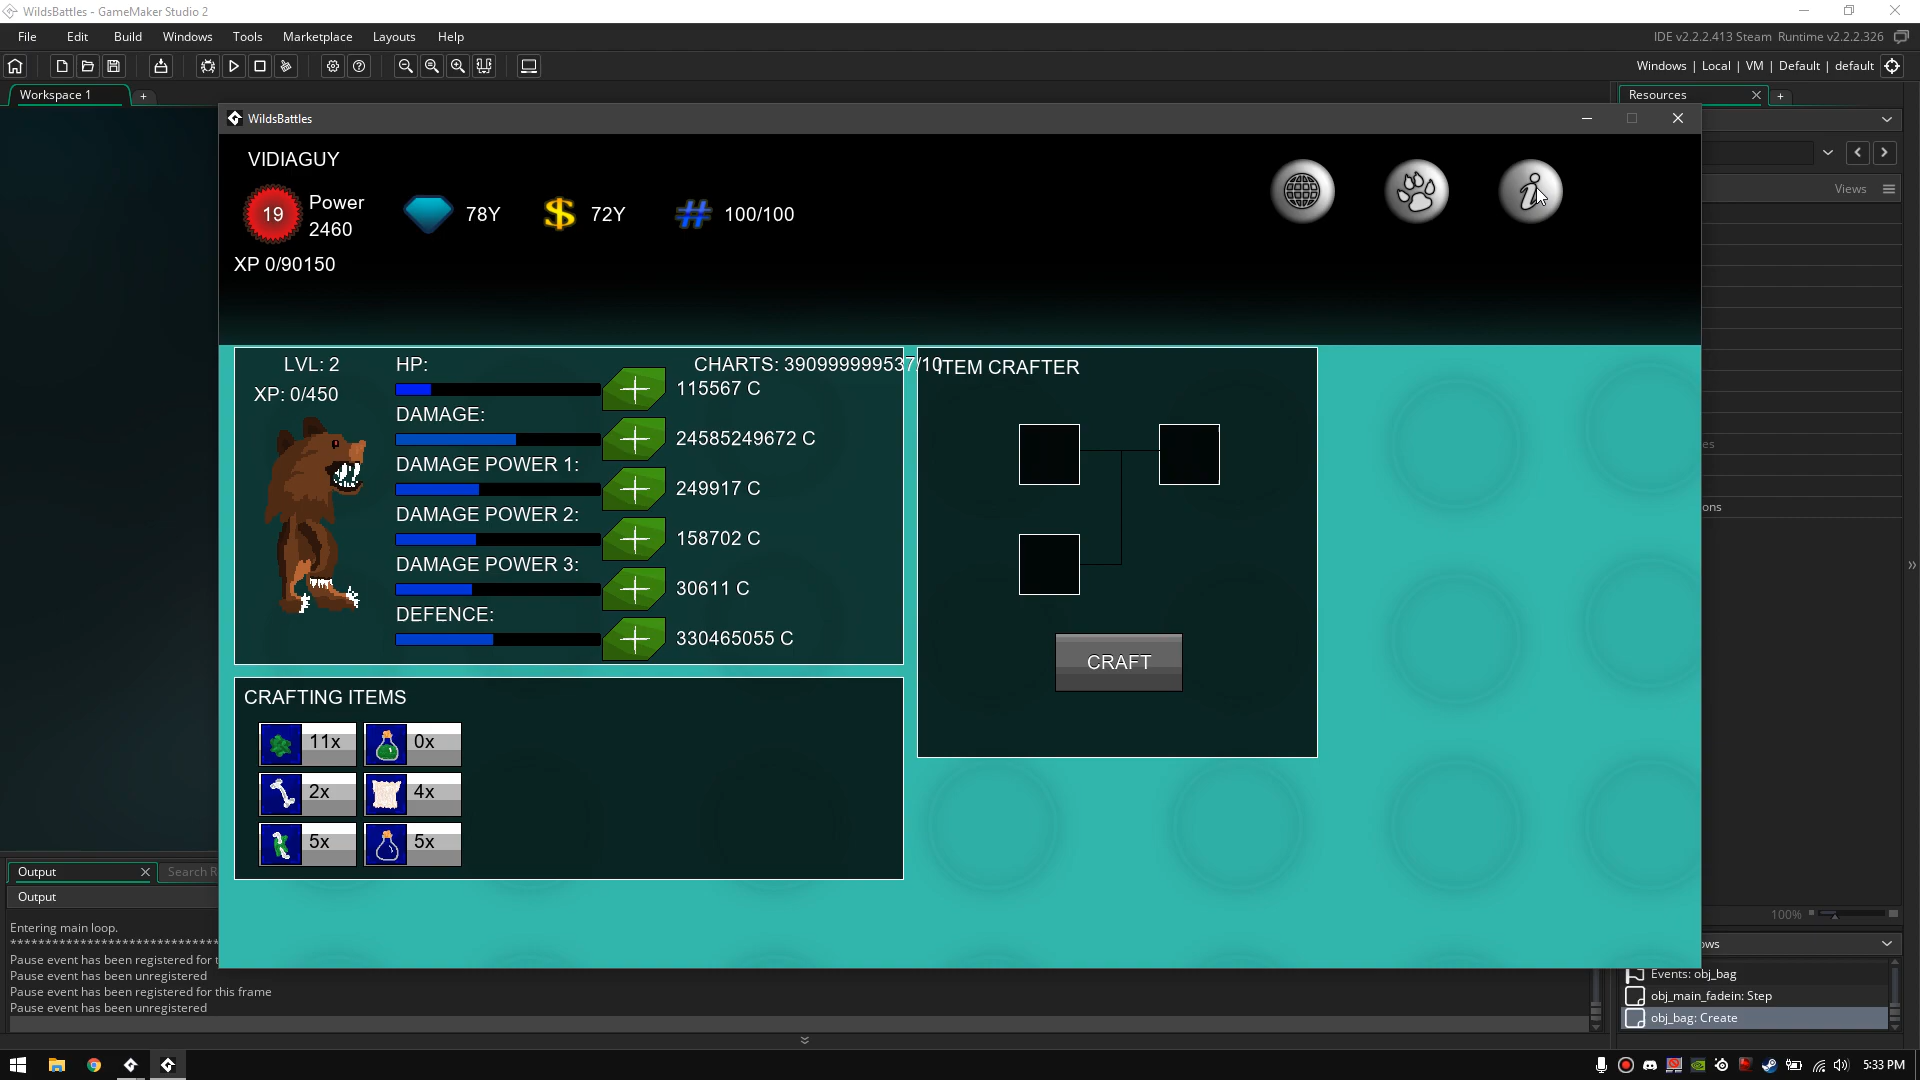 WildsBattles - GameMaker Studio 2
File Edit Build Windows Tools Marketplace Layouts Help
IDE v2.2.2.413 Steam Runtime v2.2.2.326
Windows | Local | VM | Default | default
Workspace 1
Resources
WildsBattles
Views
VIDIAGUY
19
Power
2460
78Y
72Y
100/100
XP 0/90150
LVL: 2
XP: 0/450
HP:
CHARTS: 390999999537/10
115567 C
DAMAGE:
24585249672 C
DAMAGE POWER 1:
249917 C
DAMAGE POWER 2:
158702 C
DAMAGE POWER 3:
30611 C
DEFENCE:
330465055 C
ITEM CRAFTER
CRAFT
CRAFTING ITEMS
11x
0x
2x
4x
5x
5x
es
ons
100%
ows
Events: obj_bag
obj_main_fadein: Step
obj_bag: Create
Output
Search R
Output
Entering main loop.
Pause event has been registered for t
Pause event has been unregistered
Pause event has been registered for this frame
Pause event has been unregistered
5:33 PM